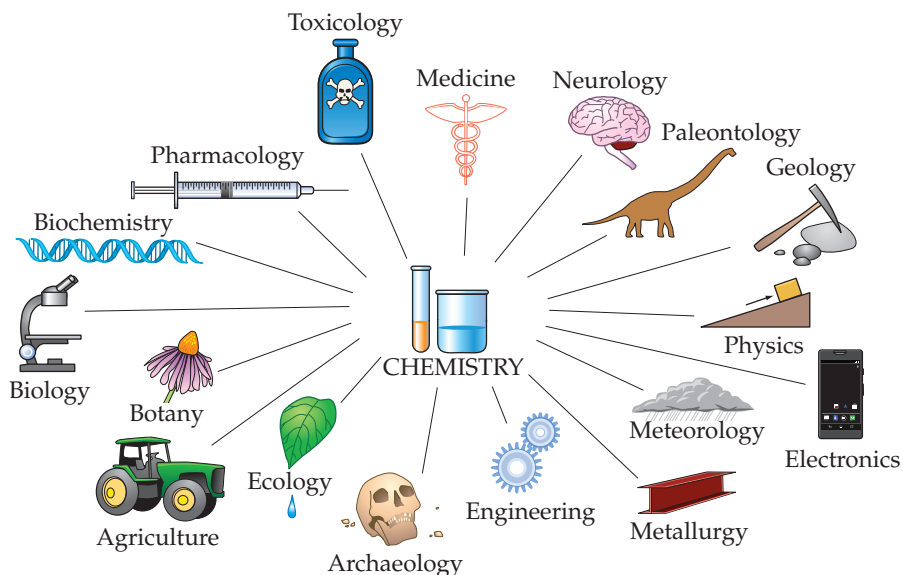 Toxicology
Medicine
Neurology
Paleontology
Pharmacology
Geology
Biochemistry
Physics
CHEMISTRY
Biology
Botany
Meteorology
Electronics
Ecology
Engineering
Metallurgy
Agriculture
Archaeology